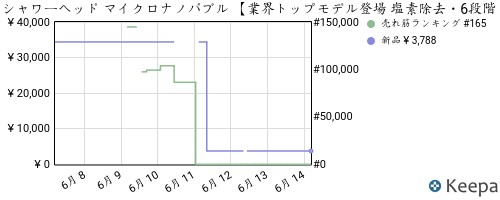 シャワーヘッド マイクロナノバブル 【業界トップモデル登場 塩素除去・6段階
売れ筋ランキング #165
新品 ¥ 3,788
¥ 40,000
¥ 30,000
¥ 20,000
¥ 10,000
¥ 0
#150,000
#100,000
#50,000
#0
6月 8
6月 9
6月 10
6月 11
6月 12
6月 13
6月 14
Keepa